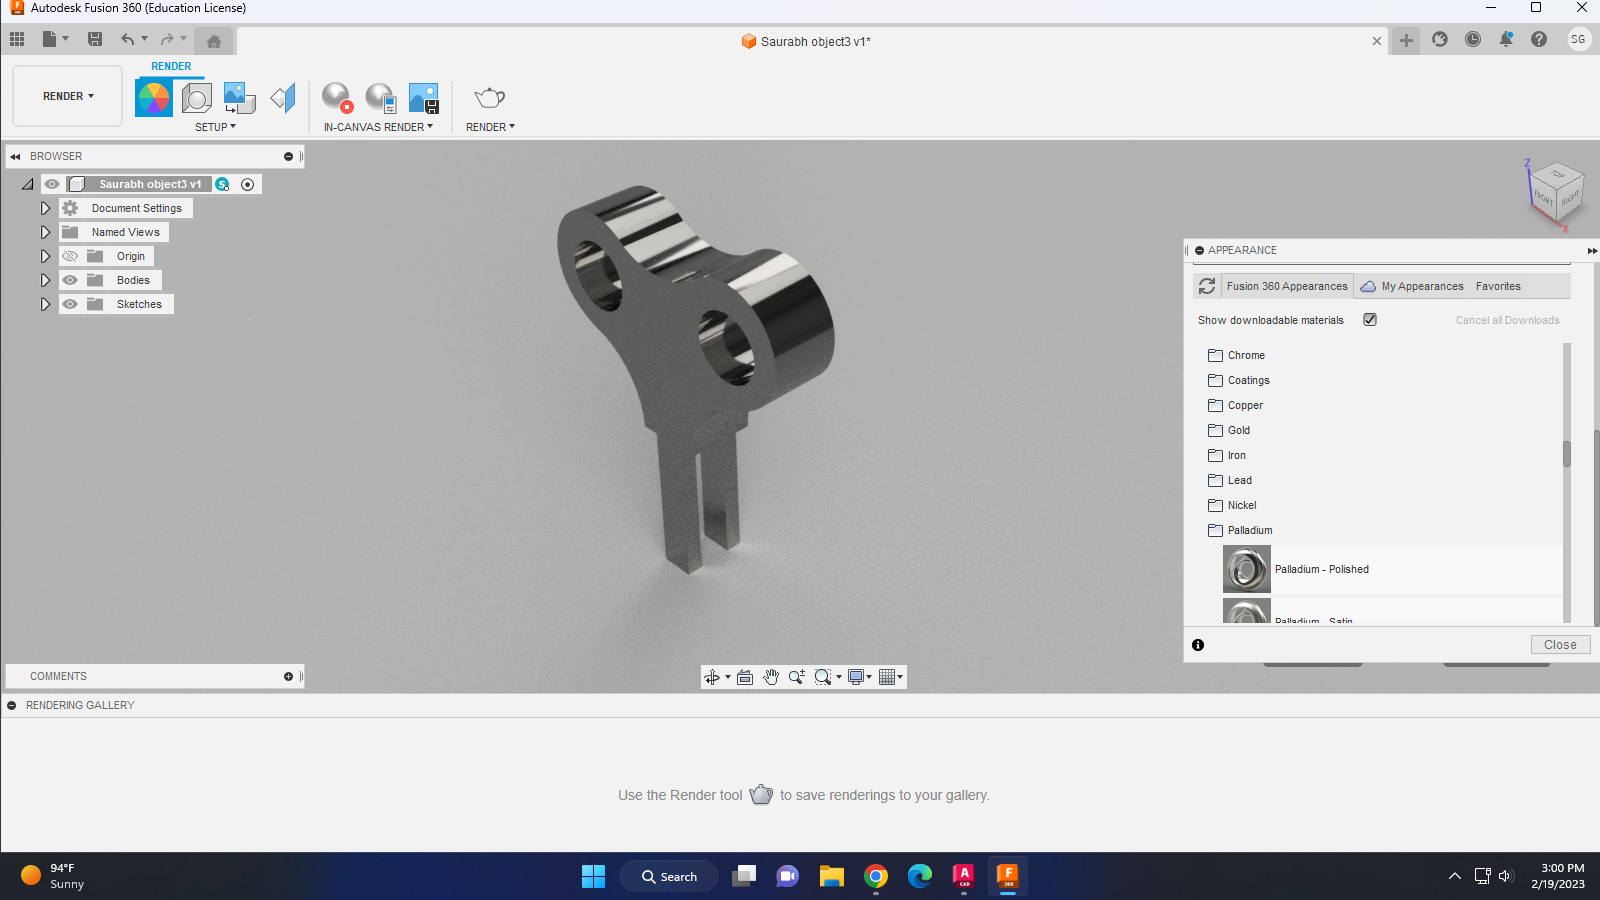 Autodesk Fusion 360 (Education License)
Saurabh object3 v1*
SG
RENDER
RENDER
SETUP
IN-CANVAS RENDER
RENDER
BROWSER
Saurabh object3 v1
Document Settings
Named Views
Origin
Bodies
Sketches
Z
TOP
FRONT
RIGHT
X
APPEARANCE
Fusion 360 Appearances
My Appearances
Favorites
Show downloadable materials
Cancel all Downloads
Chrome
Coatings
Copper
Gold
Iron
Lead
Nickel
Palladium
Palladium - Polished
Palladium - Satin
Close
COMMENTS
RENDERING GALLERY
Use the Render tool to save renderings to your gallery.
94°F
Sunny
Search
A
CAD
F
360
3:00 PM
2/19/2023